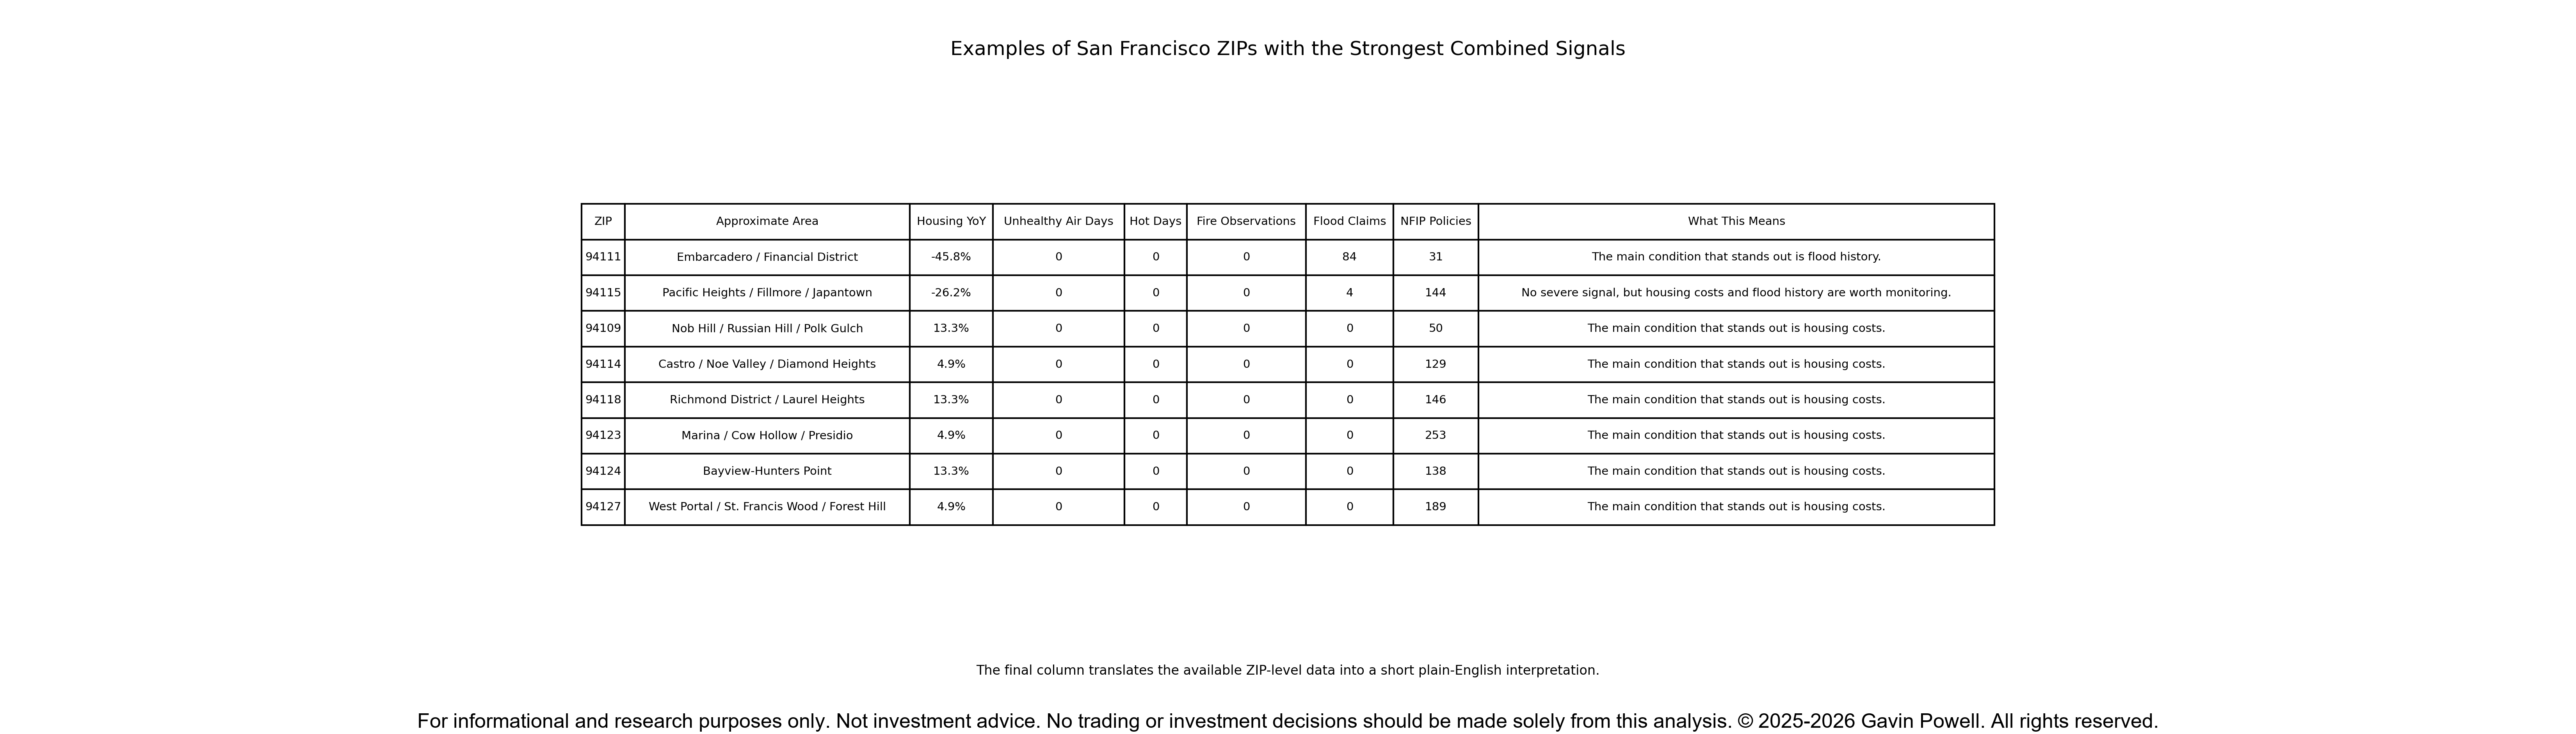 Examples of San Francisco ZIPs with the Strongest Combined Signals
ZIP Approximate Area Housing YoY Unhealthy Air Days Hot Days Fire Observations Flood Claims NFIP Policies What This Means
94111 Embarcadero / Financial District -45.8% 0 0 0 84 31 The main condition that stands out is flood history.
94115 Pacific Heights / Fillmore / Japantown -26.2% 0 0 0 4 144 No severe signal, but housing costs and flood history are worth monitoring.
94109 Nob Hill / Russian Hill / Polk Gulch 13.3% 0 0 0 0 50 The main condition that stands out is housing costs.
94114 Castro / Noe Valley / Diamond Heights 4.9% 0 0 0 0 129 The main condition that stands out is housing costs.
94118 Richmond District / Laurel Heights 13.3% 0 0 0 0 146 The main condition that stands out is housing costs.
94123 Marina / Cow Hollow / Presidio 4.9% 0 0 0 0 253 The main condition that stands out is housing costs.
94124 Bayview-Hunters Point 13.3% 0 0 0 0 138 The main condition that stands out is housing costs.
94127 West Portal / St. Francis Wood / Forest Hill 4.9% 0 0 0 0 189 The main condition that stands out is housing costs.
The final column translates the available ZIP-level data into a short plain-English interpretation.
For informational and research purposes only. Not investment advice. No trading or investment decisions should be made solely from this analysis. © 2025-2026 Gavin Powell. All rights reserved.